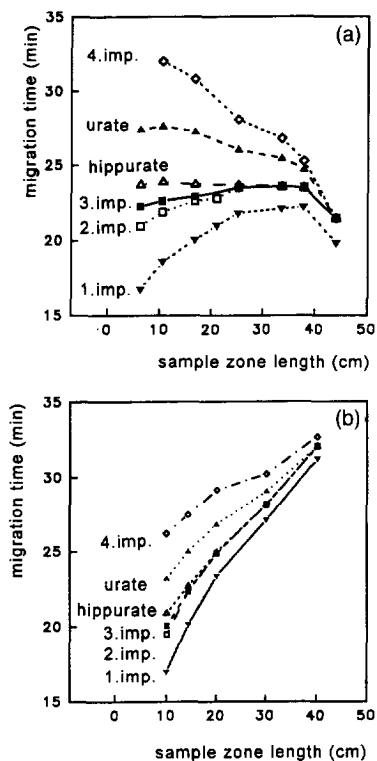 (a)
migration time (min)
35
30
25
20
15
4.imp.
urate
hippurate
3.imp.
2.imp.
1.imp.
0 10 20 30 40 50
sample zone length (cm)
(b)
migration time (min)
35
30
25
20
15
4.imp.
urate
hippurate
3.imp.
2.imp.
1.imp.
0 10 20 30 40 50
sample zone length (cm)